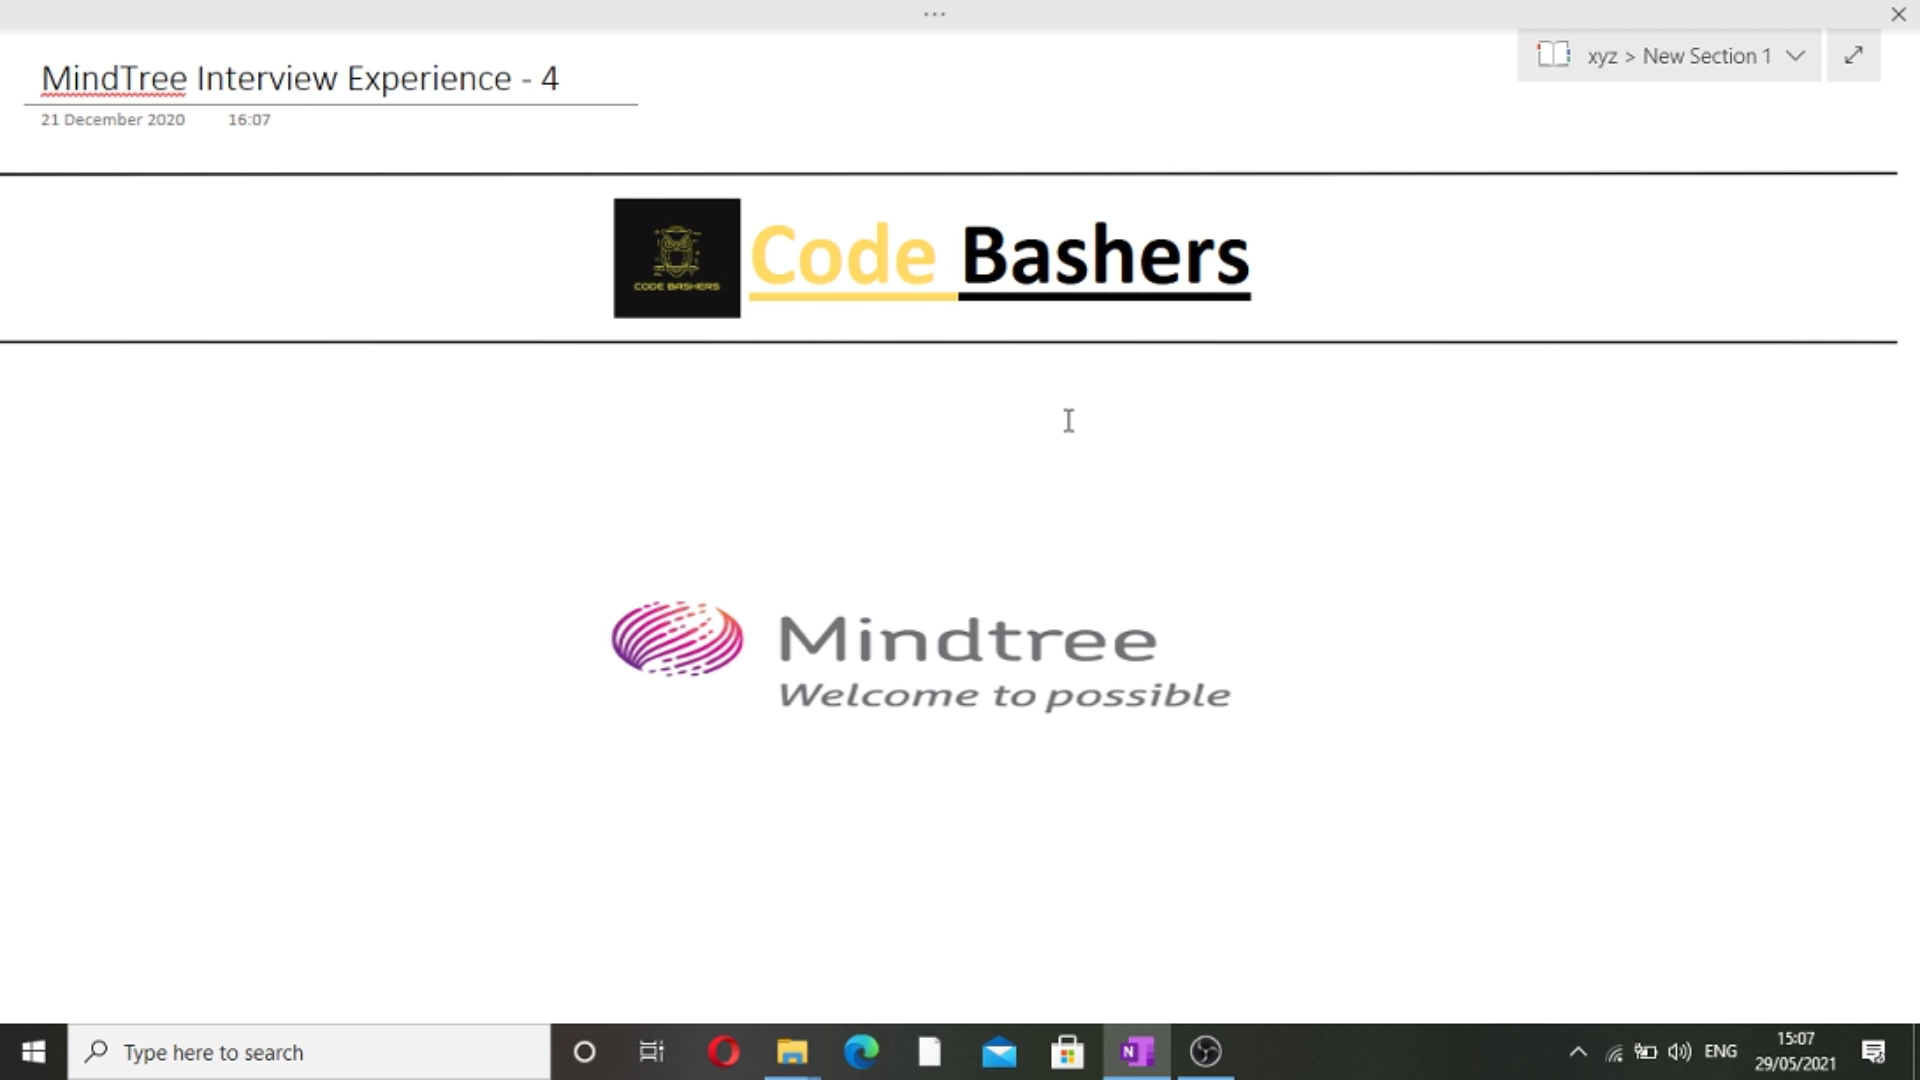 MindTree Interview Experience - 4
21 December 2020 16:07
xyz > New Section 1
CODE BASHERS
Code Bashers
Mindtree
Welcome to possible
Type here to search
N
ENG
15:07
29/05/2021